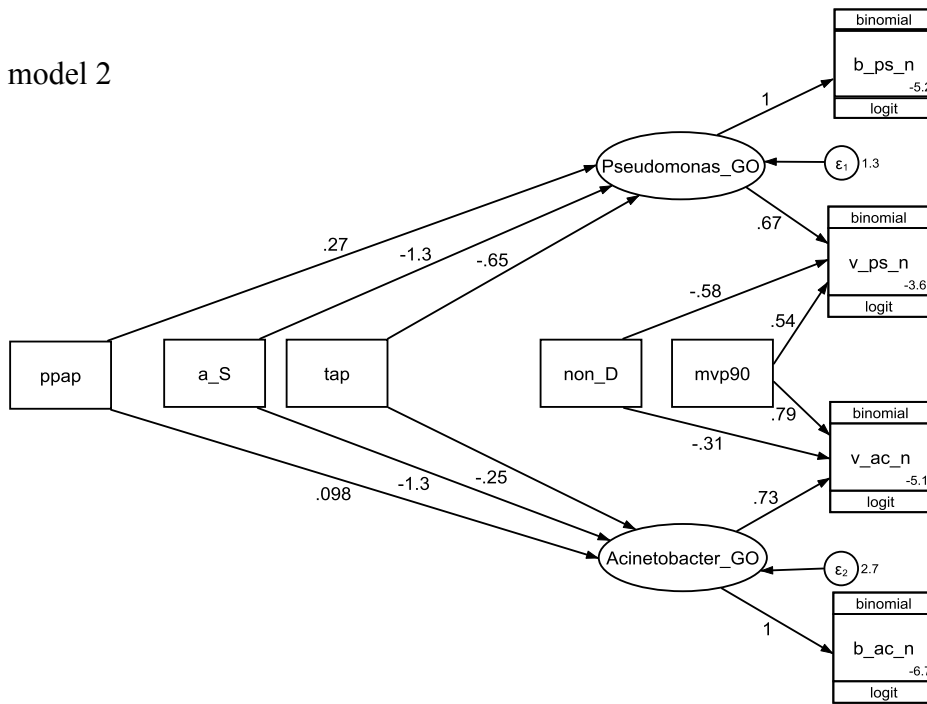 model 2
binomial
b_ps_n
-5.2
logit
1
Pseudomonas_GO
ε₁
1.3
.27
-1.3
-.65
.67
binomial
v_ps_n
-3.6
logit
-.58
.54
ppap
a_S
tap
non_D
mvp90
.79
-.31
binomial
v_ac_n
-5.1
logit
.098
-1.3
-.25
.73
Acinetobacter_GO
ε₂
2.7
1
binomial
b_ac_n
-6.7
logit